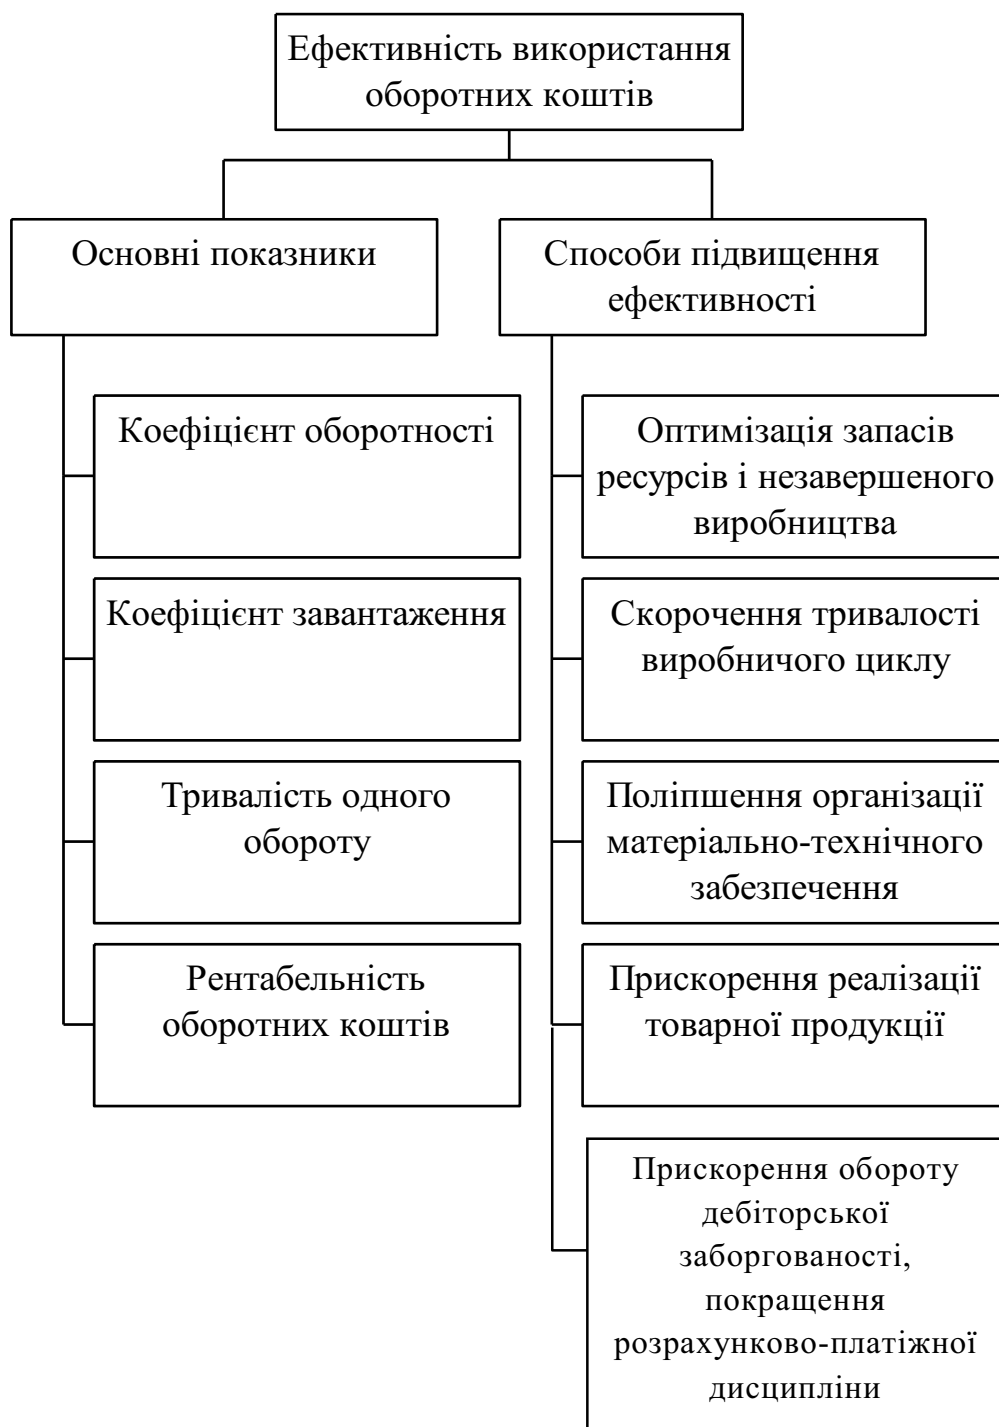 Ефективність використання
оборотних коштів
Основні показники
Способи підвищення
ефективності
Коефіцієнт оборотності
Коефіцієнт завантаження
Тривалість одного
обороту
Рентабельність
оборотних коштів
Оптимізація запасів
ресурсів і незавершеного
виробництва
Скорочення тривалості
виробничого циклу
Поліпшення організації
матеріально-технічного
забезпечення
Прискорення реалізації
товарної продукції
Прискорення обороту
дебіторської
заборгованості,
покращення
розрахунково-платіжної
дисципліни